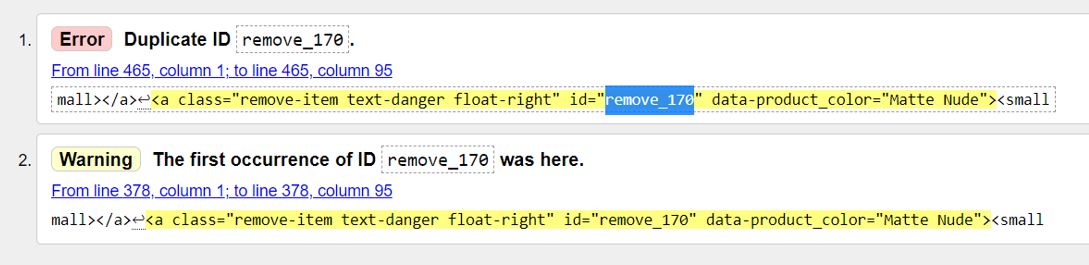 1. Error Duplicate ID remove_170.
From line 465, column 1; to line 465, column 95
mall></a>↩<a class="remove-item text-danger float-right" id="remove_170" data-product_color="Matte Nude"><small
2. Warning The first occurrence of ID remove_170 was here.
From line 378, column 1; to line 378, column 95
mall></a>↩<a class="remove-item text-danger float-right" id="remove_170" data-product_color="Matte Nude"><small